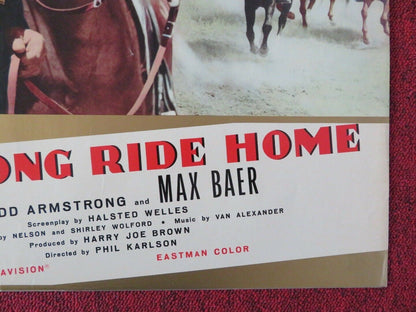 ONG RIDE HOME
DD ARMSTRONG and MAX BAER
Screenplay by HALSTED WELLES
by NELSON and SHIRLEY WOLFORD • Music by VAN ALEXANDER
Produced by HARRY JOE BROWN
Directed by PHIL KARLSON
AVISION® EASTMAN COLOR